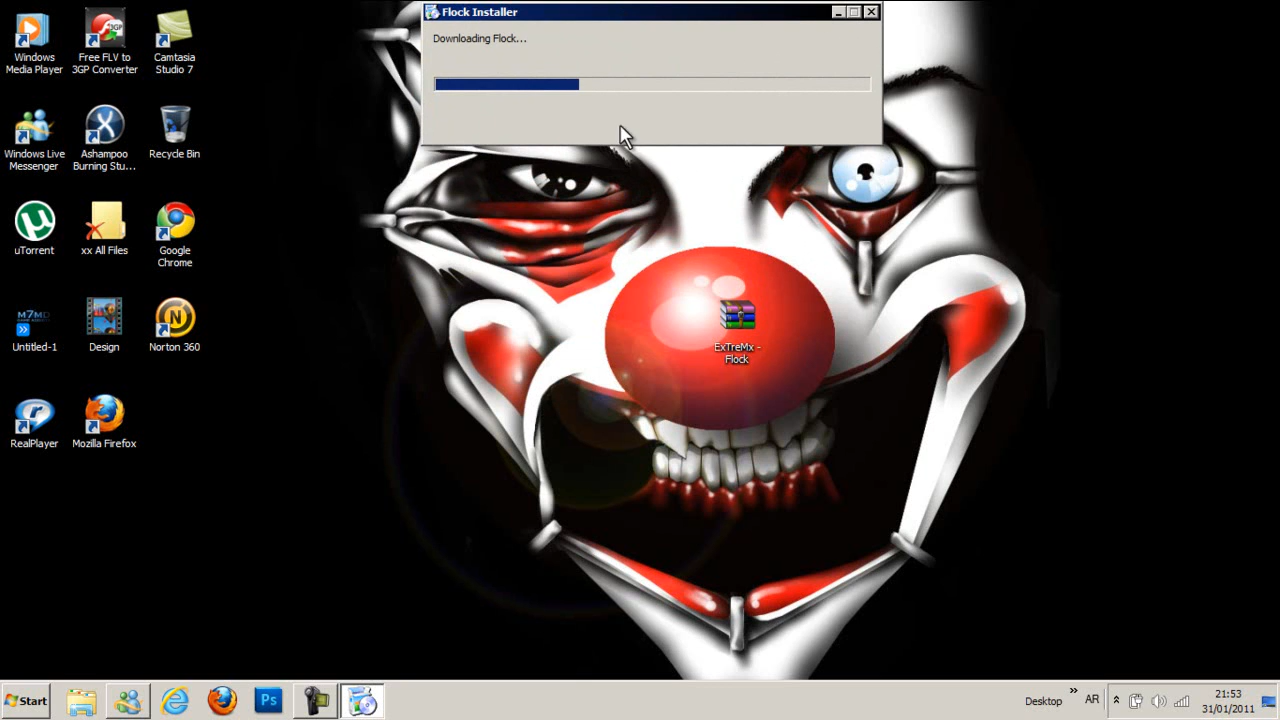 Flock Installer
Downloading Flock...
Windows
Media Player
Free FLV to
3GP Converter
Camtasia
Studio 7
Windows Live
Messenger
Ashampoo
Burning Stu...
Recycle Bin
uTorrent
xx All Files
Google
Chrome
M7MD
Untitled-1
Design
Norton 360
RealPlayer
Mozilla Firefox
ExTreMx -
Flock
Start
Ps
Desktop
AR
21:53
31/01/2011